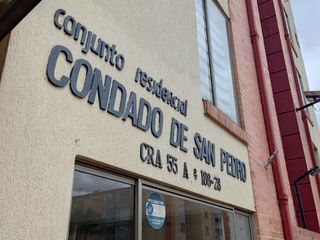 conjunto residencial
CONDADO DE SAN PEDRO
CRA 55 A # 188-28